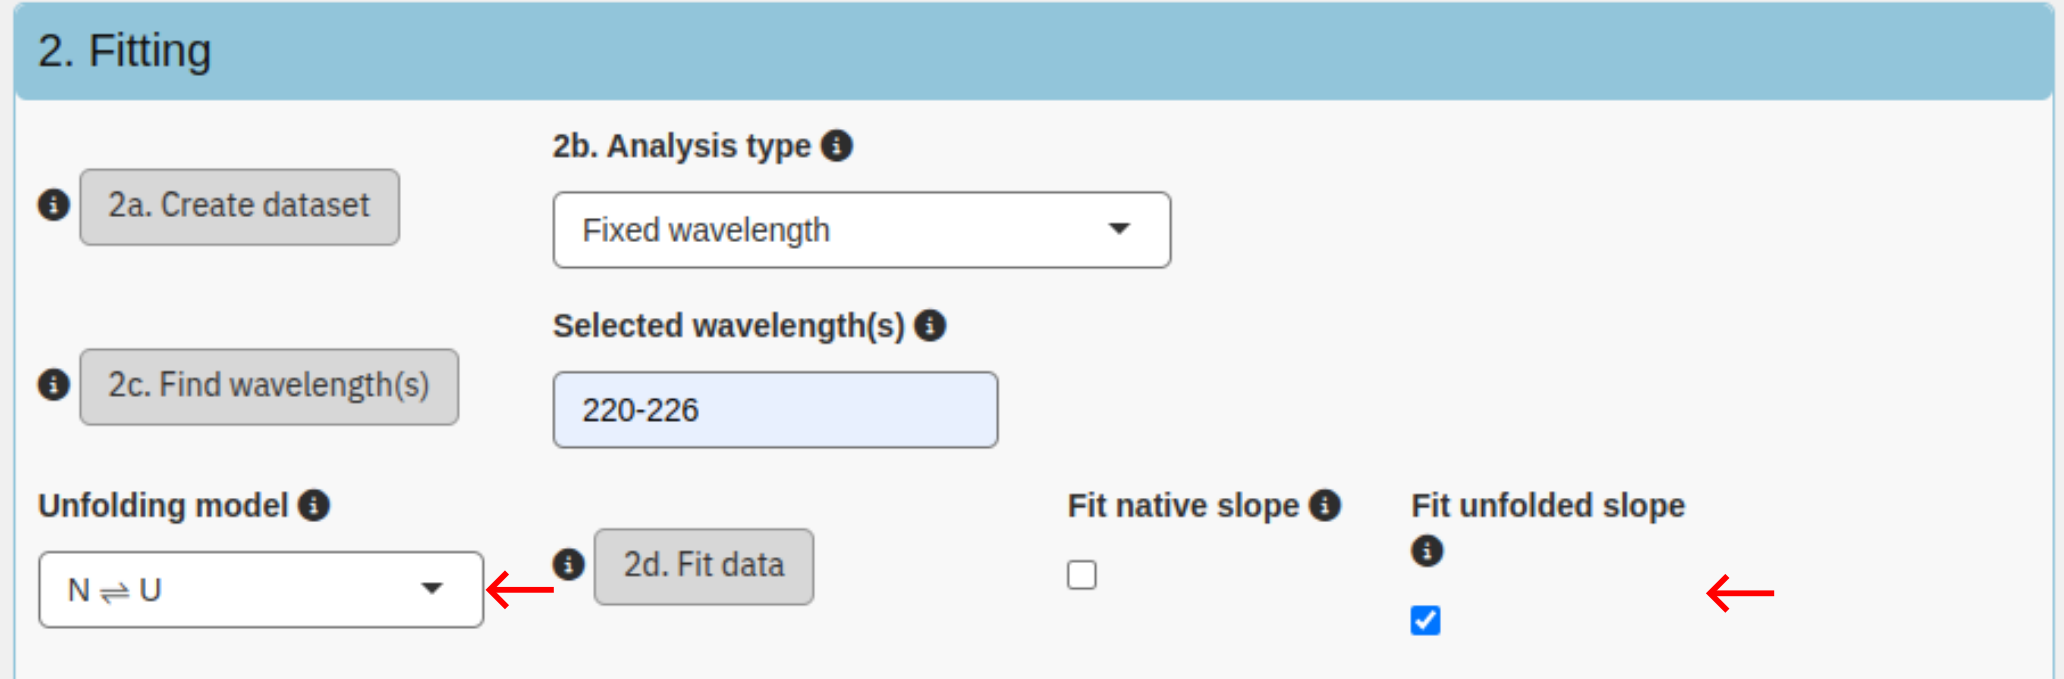 2. Fitting
2a. Create dataset
2b. Analysis type
Fixed wavelength
2c. Find wavelength(s)
Selected wavelength(s)
220-226
Unfolding model
N ⇌ U
2d. Fit data
Fit native slope
Fit unfolded slope